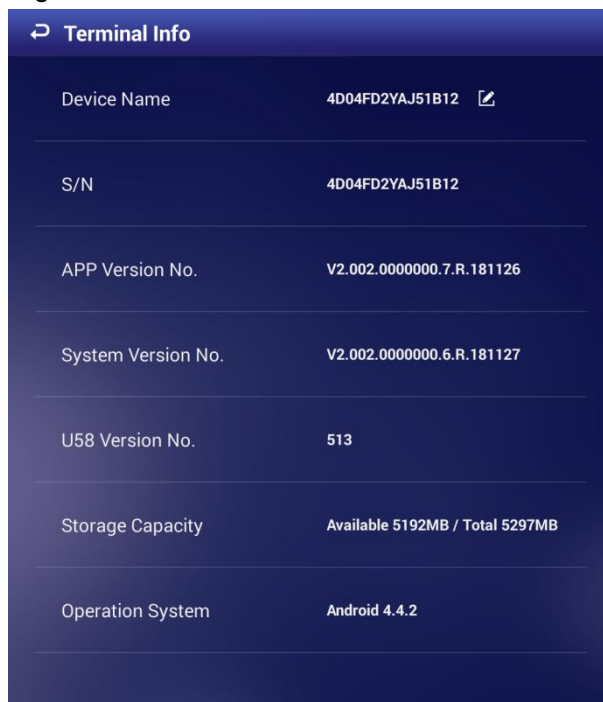 Terminal Info
Device Name 4D04FD2YAJ51B12
S/N 4D04FD2YAJ51B12
APP Version No. V2.002.0000000.7.R.181126
System Version No. V2.002.0000000.6.R.181127
U58 Version No. 513
Storage Capacity Available 5192MB / Total 5297MB
Operation System Android 4.4.2